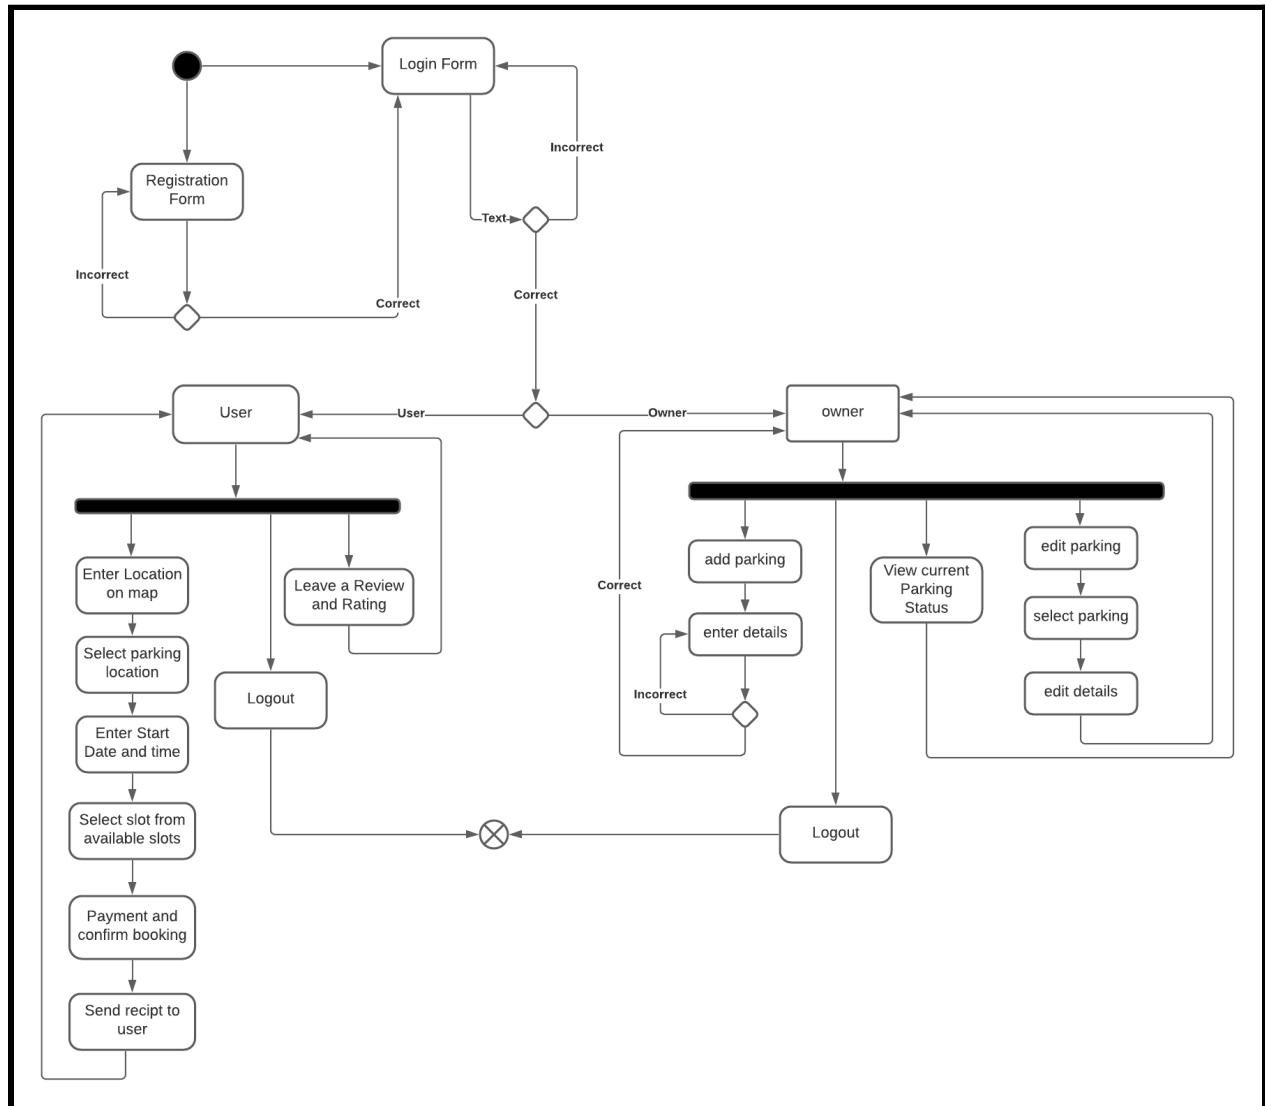 Login Form
Incorrect
Registration
Form
Text
Incorrect
Correct
Correct
User
User
Owner
owner
Enter Location
on map
Leave a Review
and Rating
Select parking
location
Logout
Enter Start
Date and time
Select slot from
available slots
Payment and
confirm booking
Send recipt to
user
add parking
View current
Parking
Status
edit parking
Correct
enter details
select parking
Incorrect
edit details
Logout